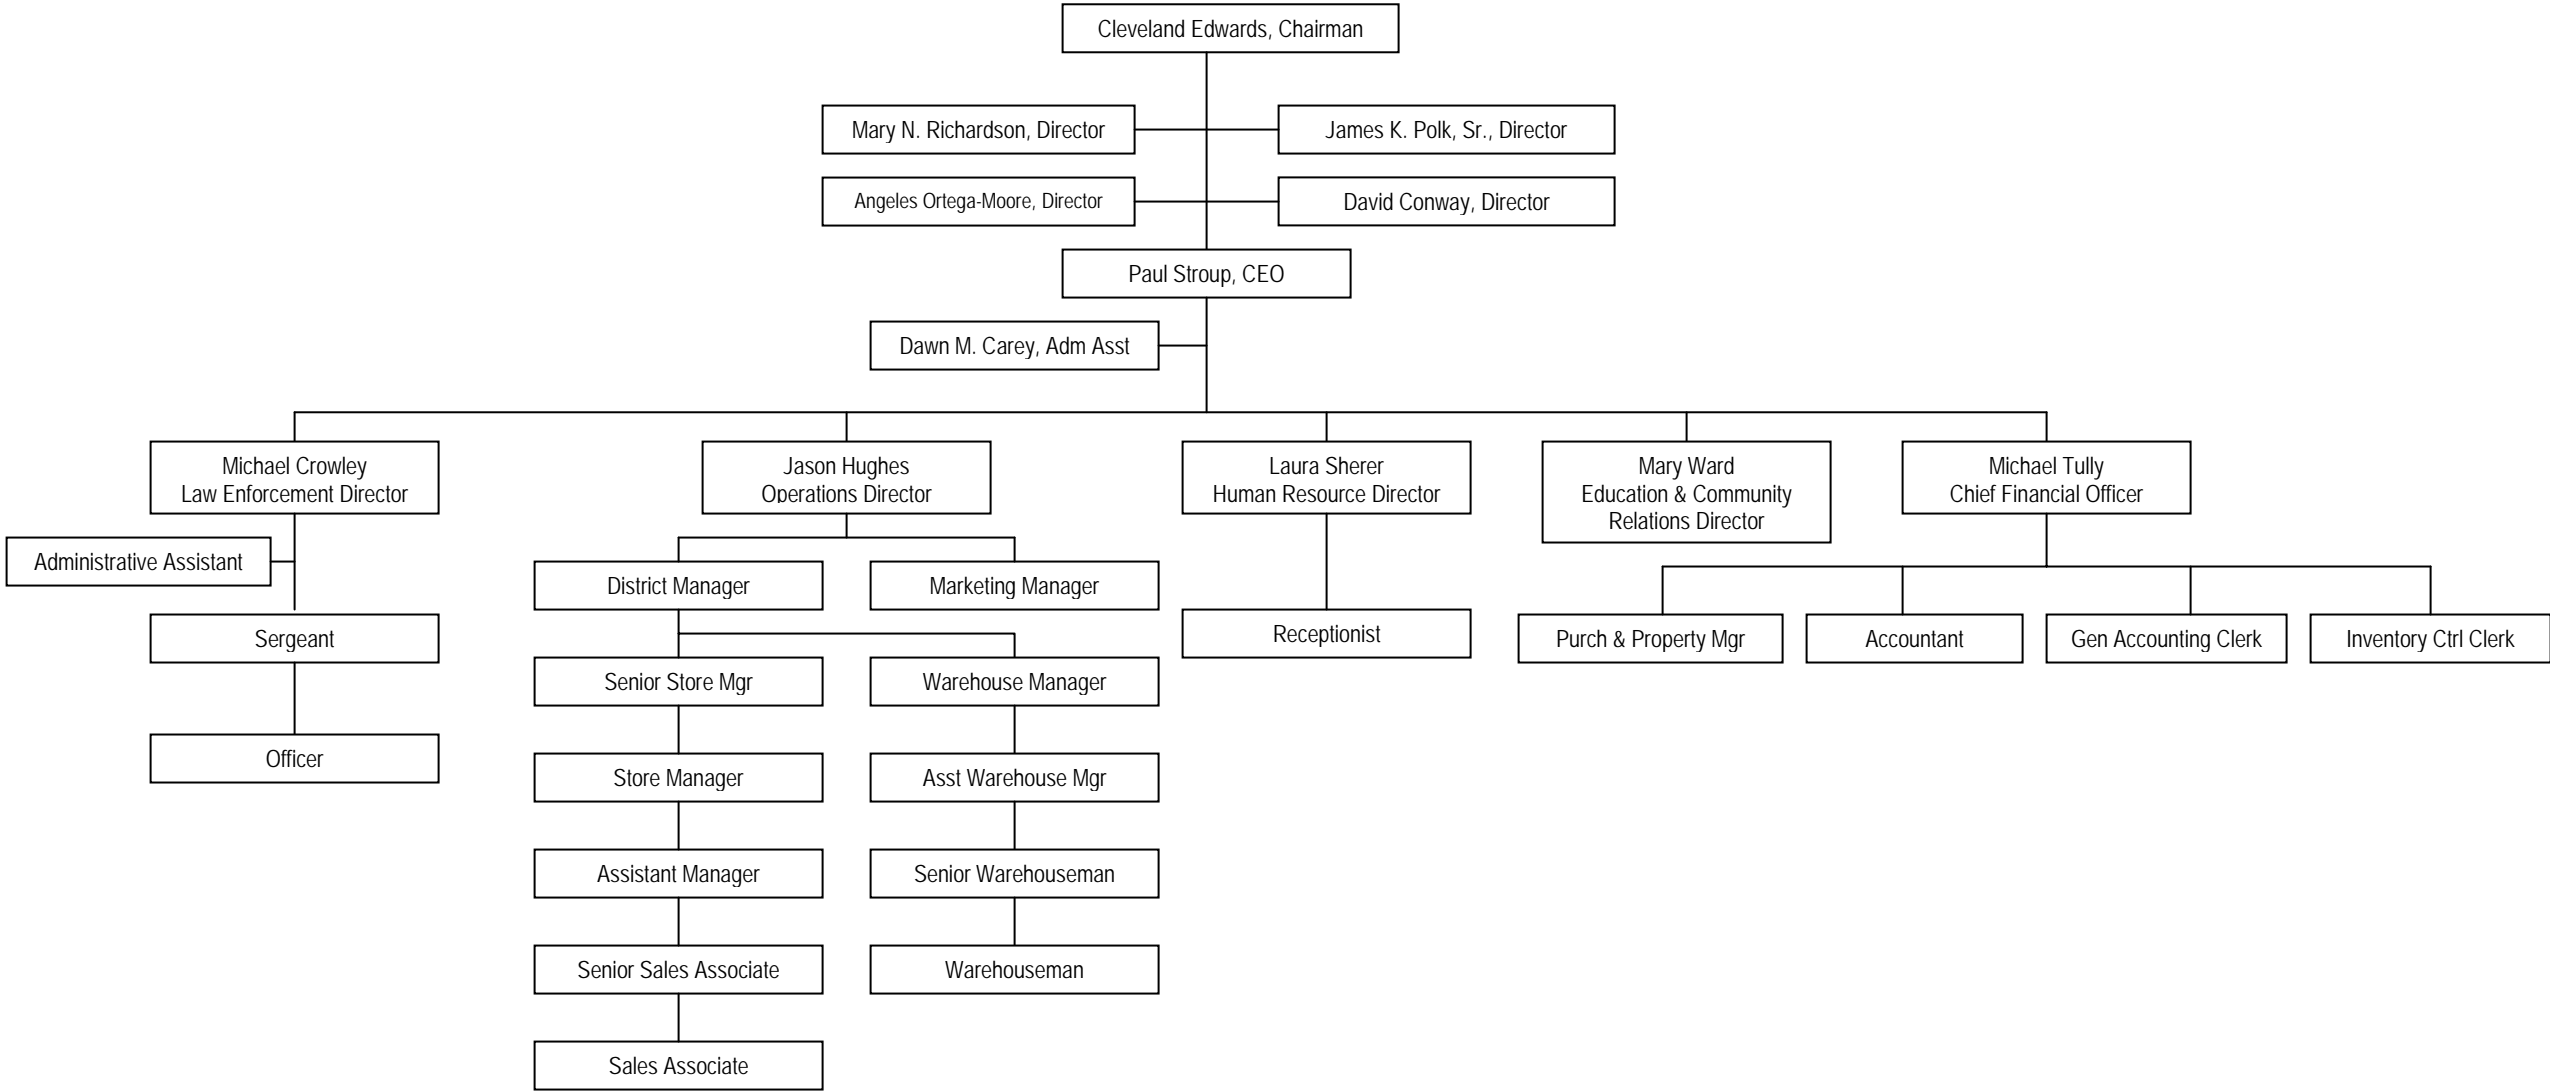 Cleveland Edwards, Chairman
Mary N. Richardson, Director
James K. Polk, Sr., Director
Angeles Ortega-Moore, Director
David Conway, Director
Paul Stroup, CEO
Dawn M. Carey, Adm Asst
Michael Crowley
Law Enforcement Director
Jason Hughes
Operations Director
Laura Sherer
Human Resource Director
Mary Ward
Education & Community
Relations Director
Michael Tully
Chief Financial Officer
Administrative Assistant
District Manager
Marketing Manager
Sergeant
Receptionist
Purch & Property Mgr
Accountant
Gen Accounting Clerk
Inventory Ctrl Clerk
Senior Store Mgr
Warehouse Manager
Officer
Store Manager
Asst Warehouse Mgr
Assistant Manager
Senior Warehouseman
Senior Sales Associate
Warehouseman
Sales Associate